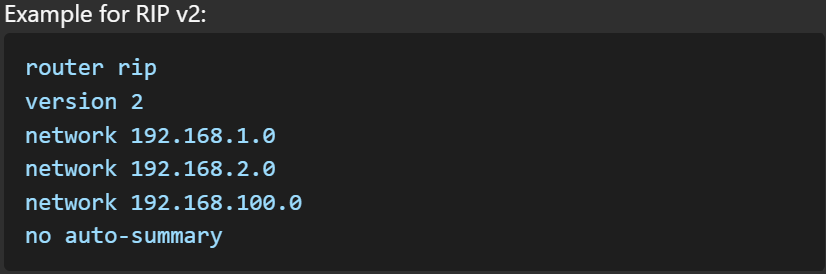 Example for RIP v2:
router rip
version 2
network 192.168.1.0
network 192.168.2.0
network 192.168.100.0
no auto-summary